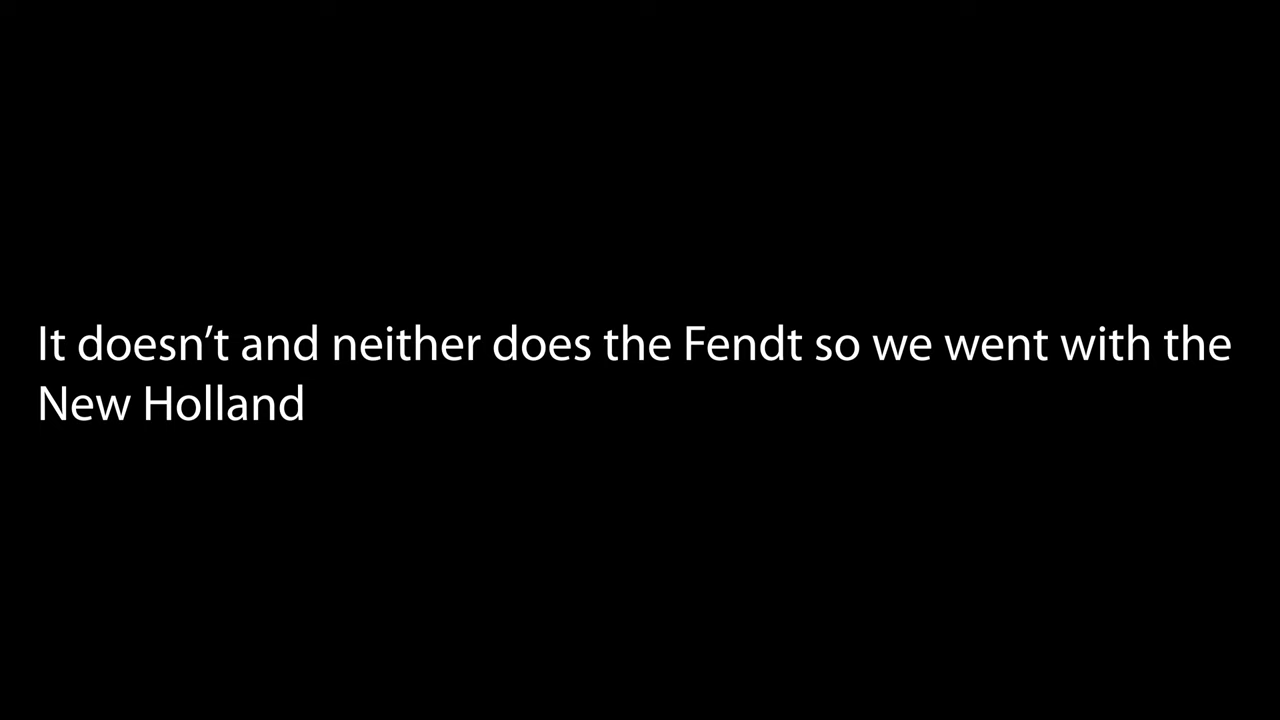 It doesn’t and neither does the Fendt so we went with the
New Holland